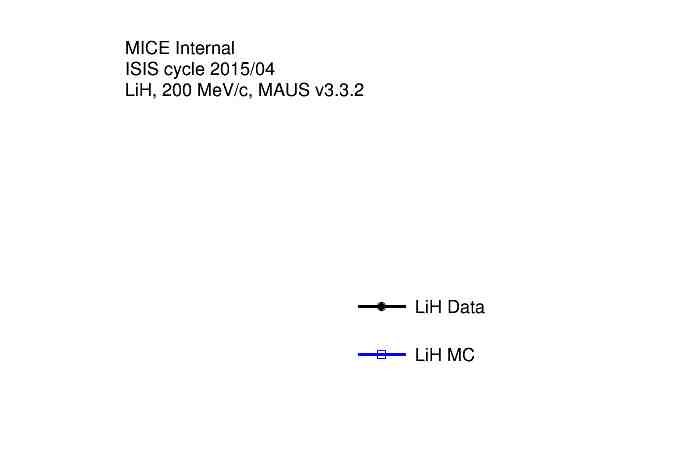 MICE Internal
ISIS cycle 2015/04
LiH, 200 MeV/c, MAUS v3.3.2
LiH Data
LiH MC